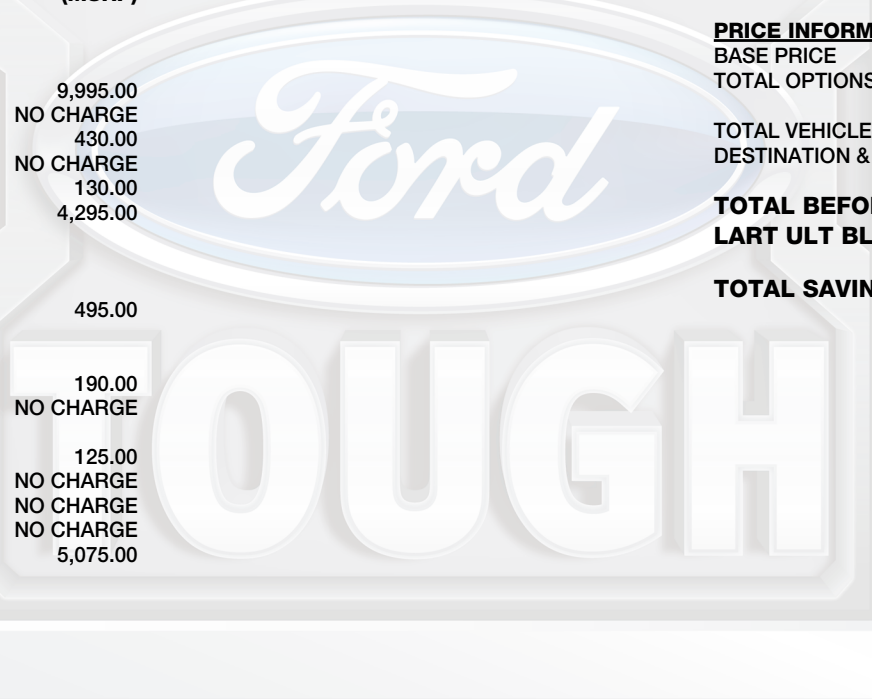 (MSRP)
9,995.00
NO CHARGE
430.00
NO CHARGE
130.00
4,295.00
495.00
190.00
NO CHARGE
125.00
NO CHARGE
NO CHARGE
NO CHARGE
5,075.00
Ford
TOUGH
PRICE INFORM
BASE PRICE
TOTAL OPTIONS
TOTAL VEHICLE
DESTINATION &
TOTAL BEFO
LART ULT BL
TOTAL SAVIN